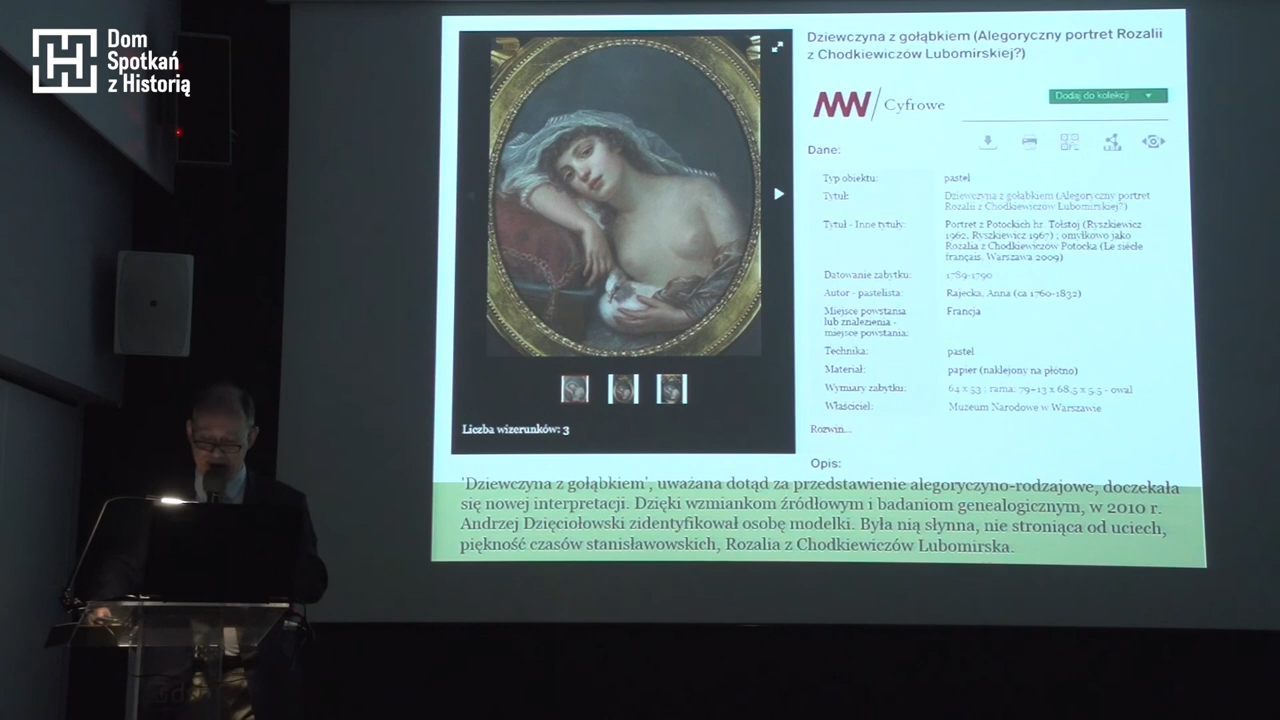 Dom
Spotkań
z Historią
Dziewczyna z gołąbkiem (Alegoryczny portret Rozalii
z Chodkiewiczów Lubomirskiej?)
MNW / Cyfrowe
Dodaj do kolekcji
Dane:
Typ obiektu: pastel
Tytuł: Dziewczyna z gołąbkiem (Alegoryczny portret
Rozalii z Chodkiewiczów Lubomirskiej?)
Tytuł - Inne tytuły: Portret z Potockich hr. Tołstoj (Ryszkiewicz
1962, Ryszkiewicz 1967) ; omyłkowo jako
Rozalia z Chodkiewiczów Potocka (Le siècle
français, Warszawa 2009)
Datowanie zabytku: 1789-1790
Autor - pastelista: Rajecka, Anna (ca 1760-1832)
Miejsce powstania Francja
lub znalezienia -
miejsce powstania:
Technika: pastel
Materiał: papier (naklejony na płótno)
Wymiary zabytku: 64 x 53 ; rama: 79-13 x 68,5 x 5,5 - owal
Właściciel: Muzeum Narodowe w Warszawie
Rozwiń...
Liczba wizerunków: 3
Opis:
'Dziewczyna z gołąbkiem', uważana dotąd za przedstawienie alegoryczyno-rodzajowe, doczekała
się nowej interpretacji. Dzięki wzmiankom źródłowym i badaniom genealogicznym, w 2010 r.
Andrzej Dzięciołowski zidentyfikował osobę modelki. Była nią słynna, nie stroniąca od uciech,
piękność czasów stanisławowskich, Rozalia z Chodkiewiczów Lubomirska.